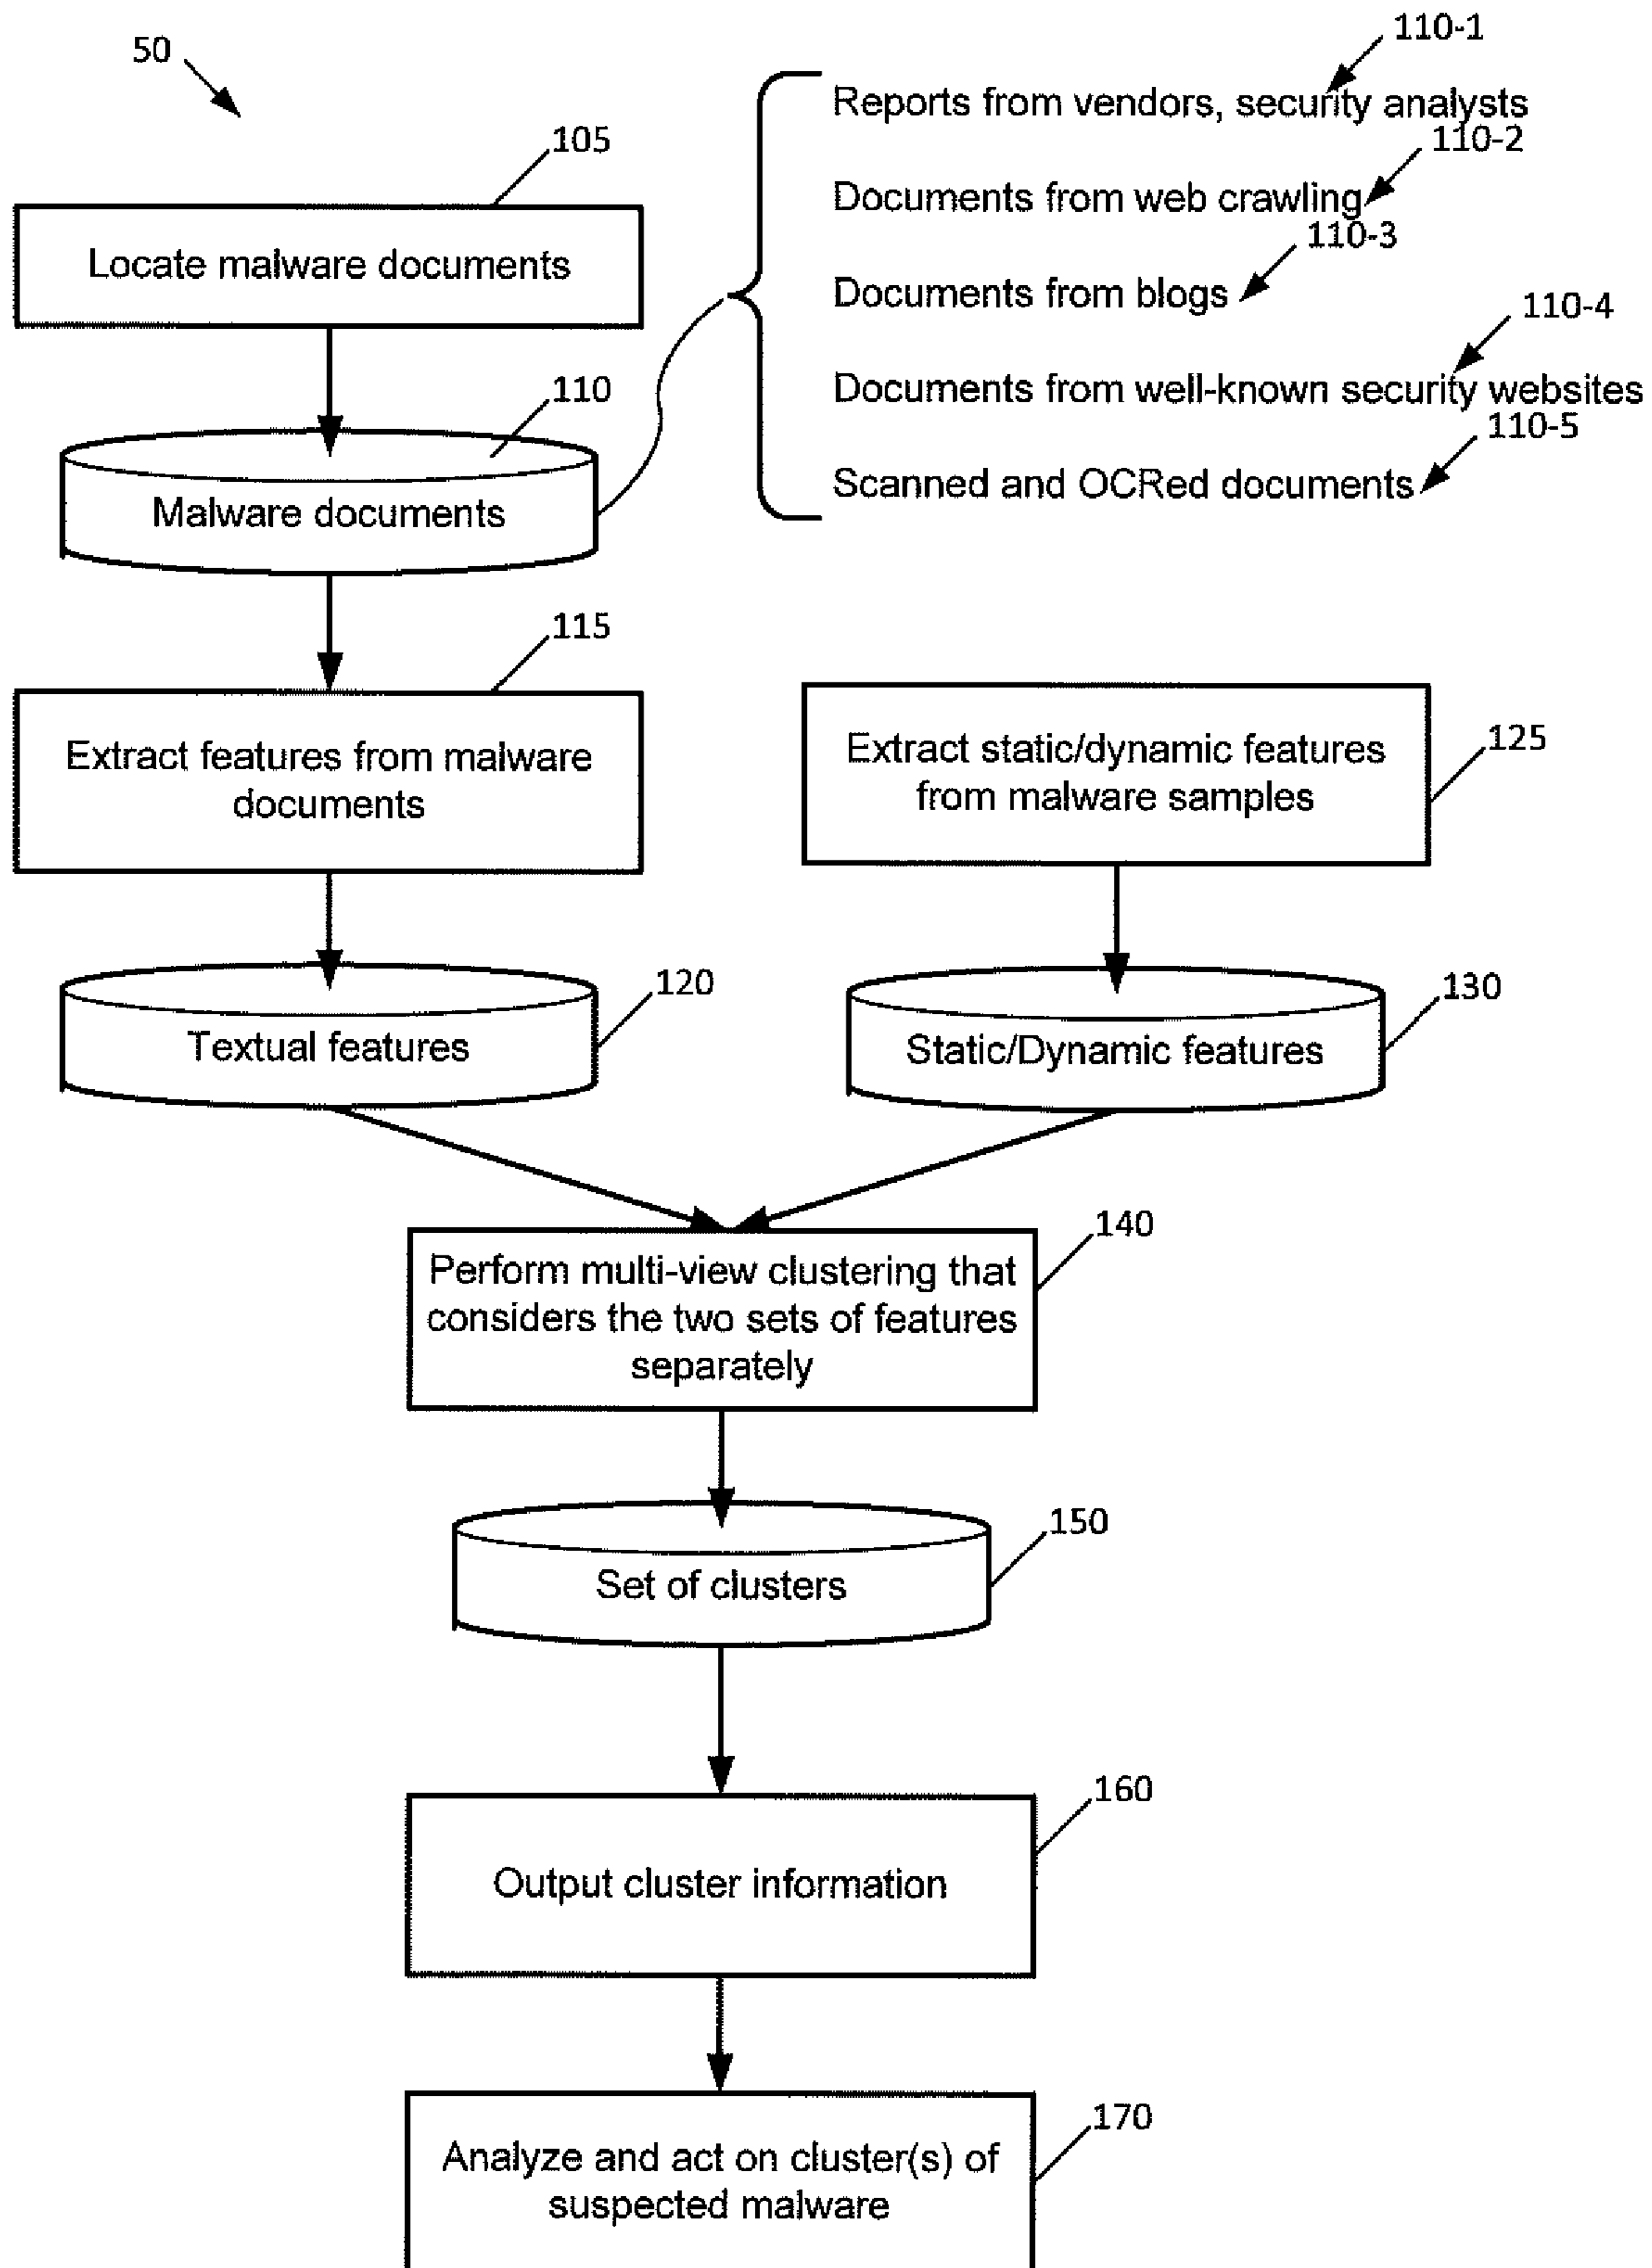 50
110-1
Reports from vendors, security analysts
110-2
105
Documents from web crawling
110-3
Locate malware documents
Documents from blogs
110-4
110
Documents from well-known security websites
110-5
Scanned and OCRed documents
Malware documents
115
Extract features from malware
documents
125
Extract static/dynamic features
from malware samples
120
Textual features
130
Static/Dynamic features
140
Perform multi-view clustering that
considers the two sets of features
separately
150
Set of clusters
160
Output cluster information
170
Analyze and act on cluster(s) of
suspected malware